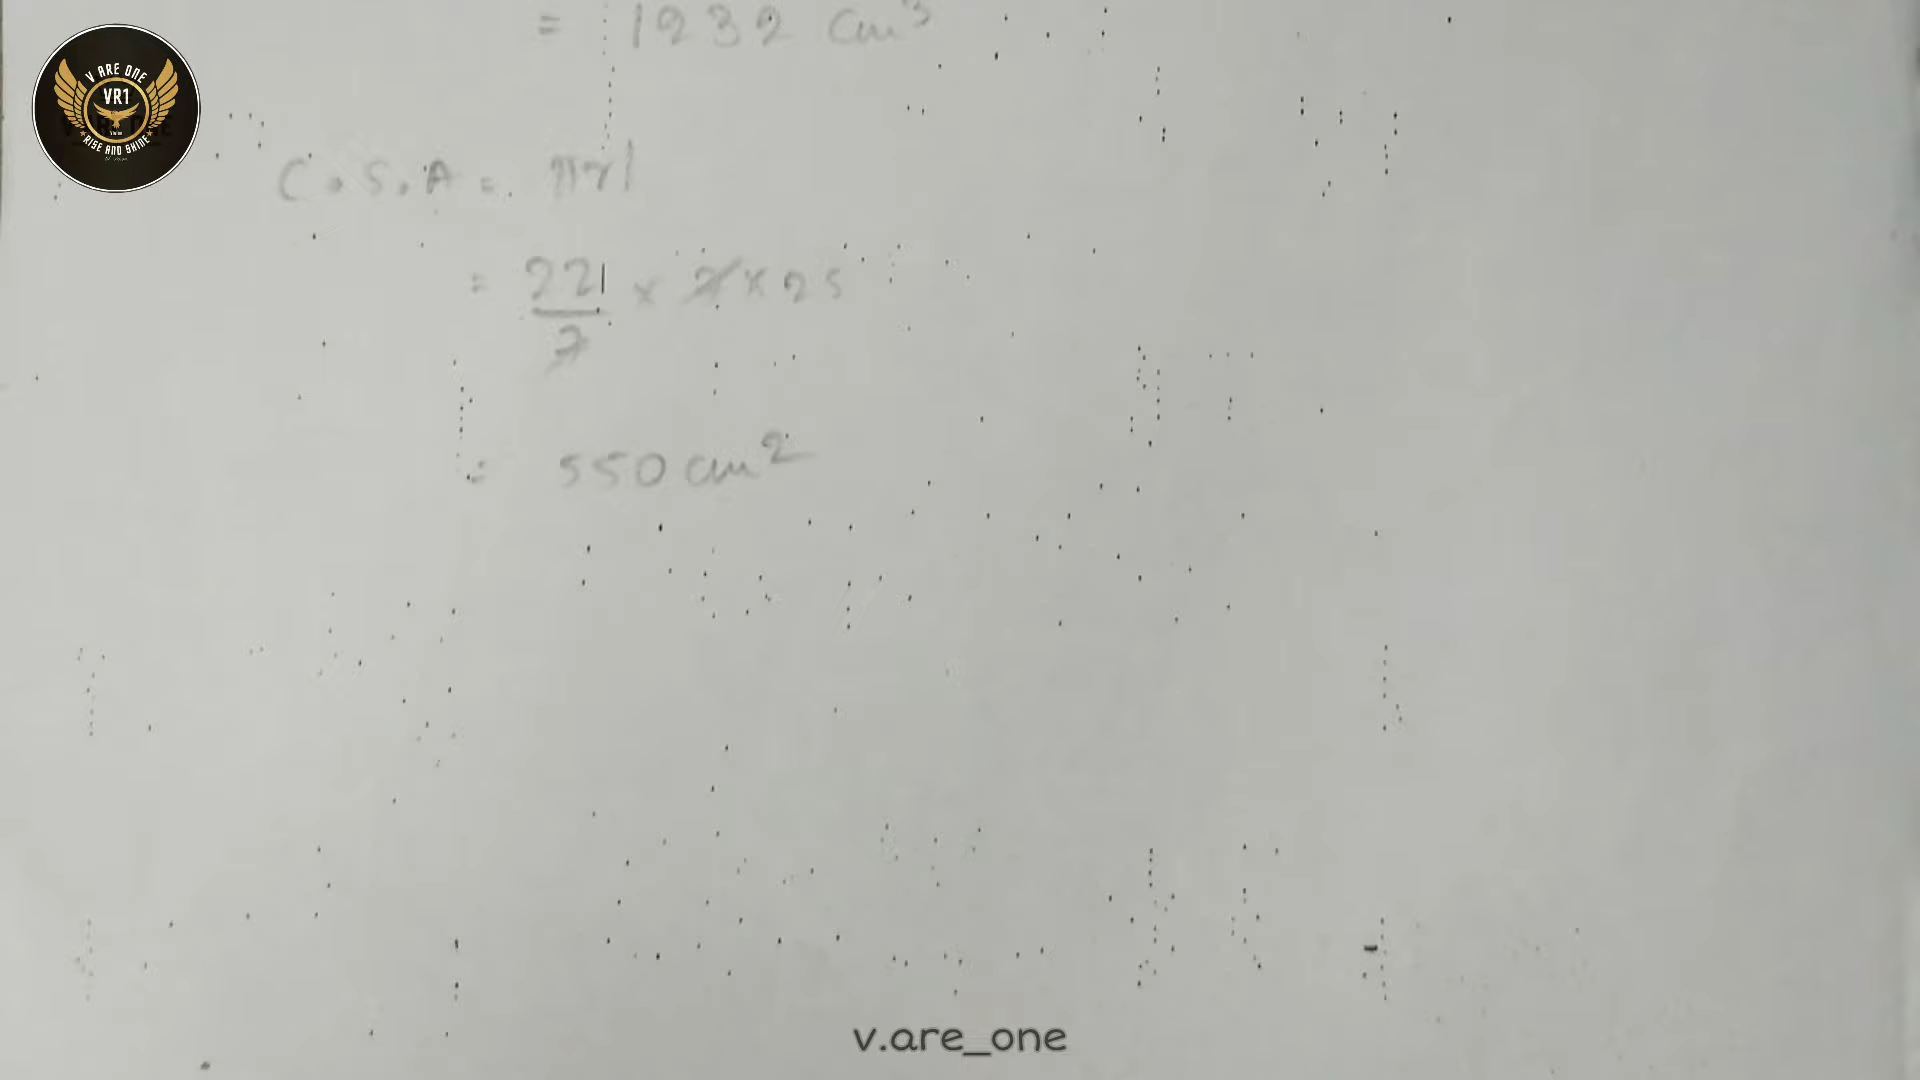 = 1232 cm³
V ARE ONE
VR1
RISE AND SHINE
C.S.A = πrl
= 22/7 x 7 x 25
= 550 cm²
v.are_one